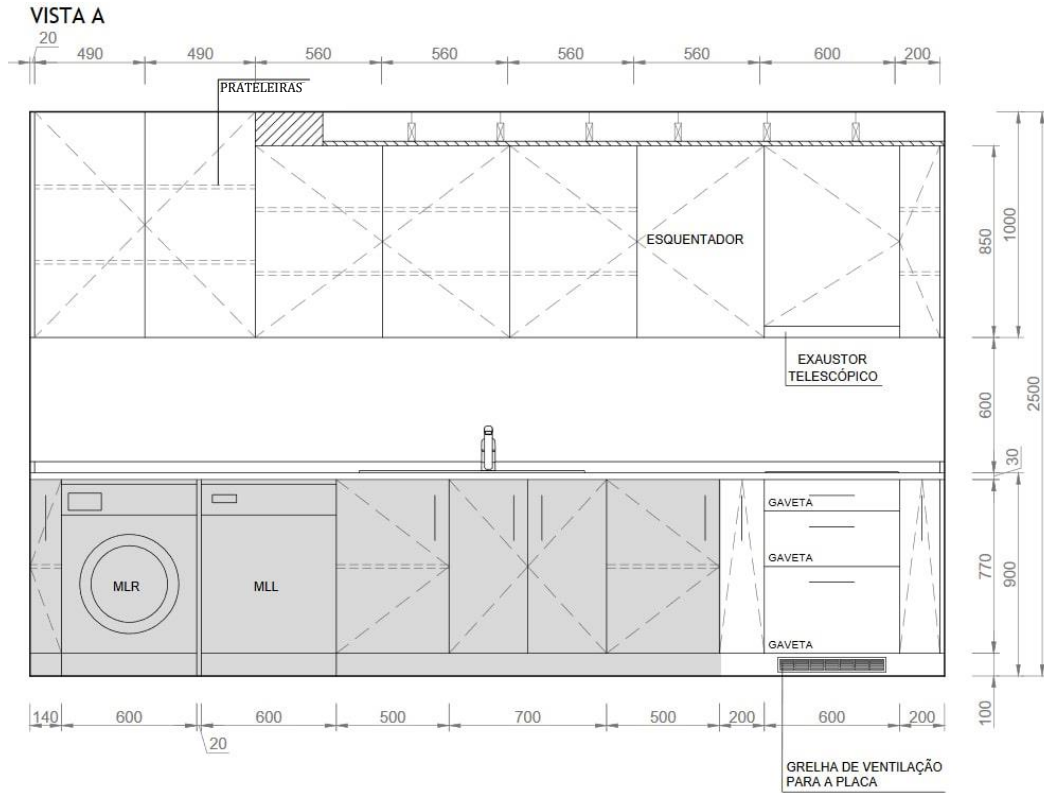 VISTA A
20
490 490 560 560 560 560 600 200
PRATELEIRAS
ESQUENTADOR
850
1000
EXAUSTOR
TELESCÓPICO
600
2500
30
GAVETA
GAVETA
MLR
MLL
770
900
GAVETA
100
140 600 600 500 700 500 200 600 200
20
GRELHA DE VENTILAÇÃO
PARA A PLACA